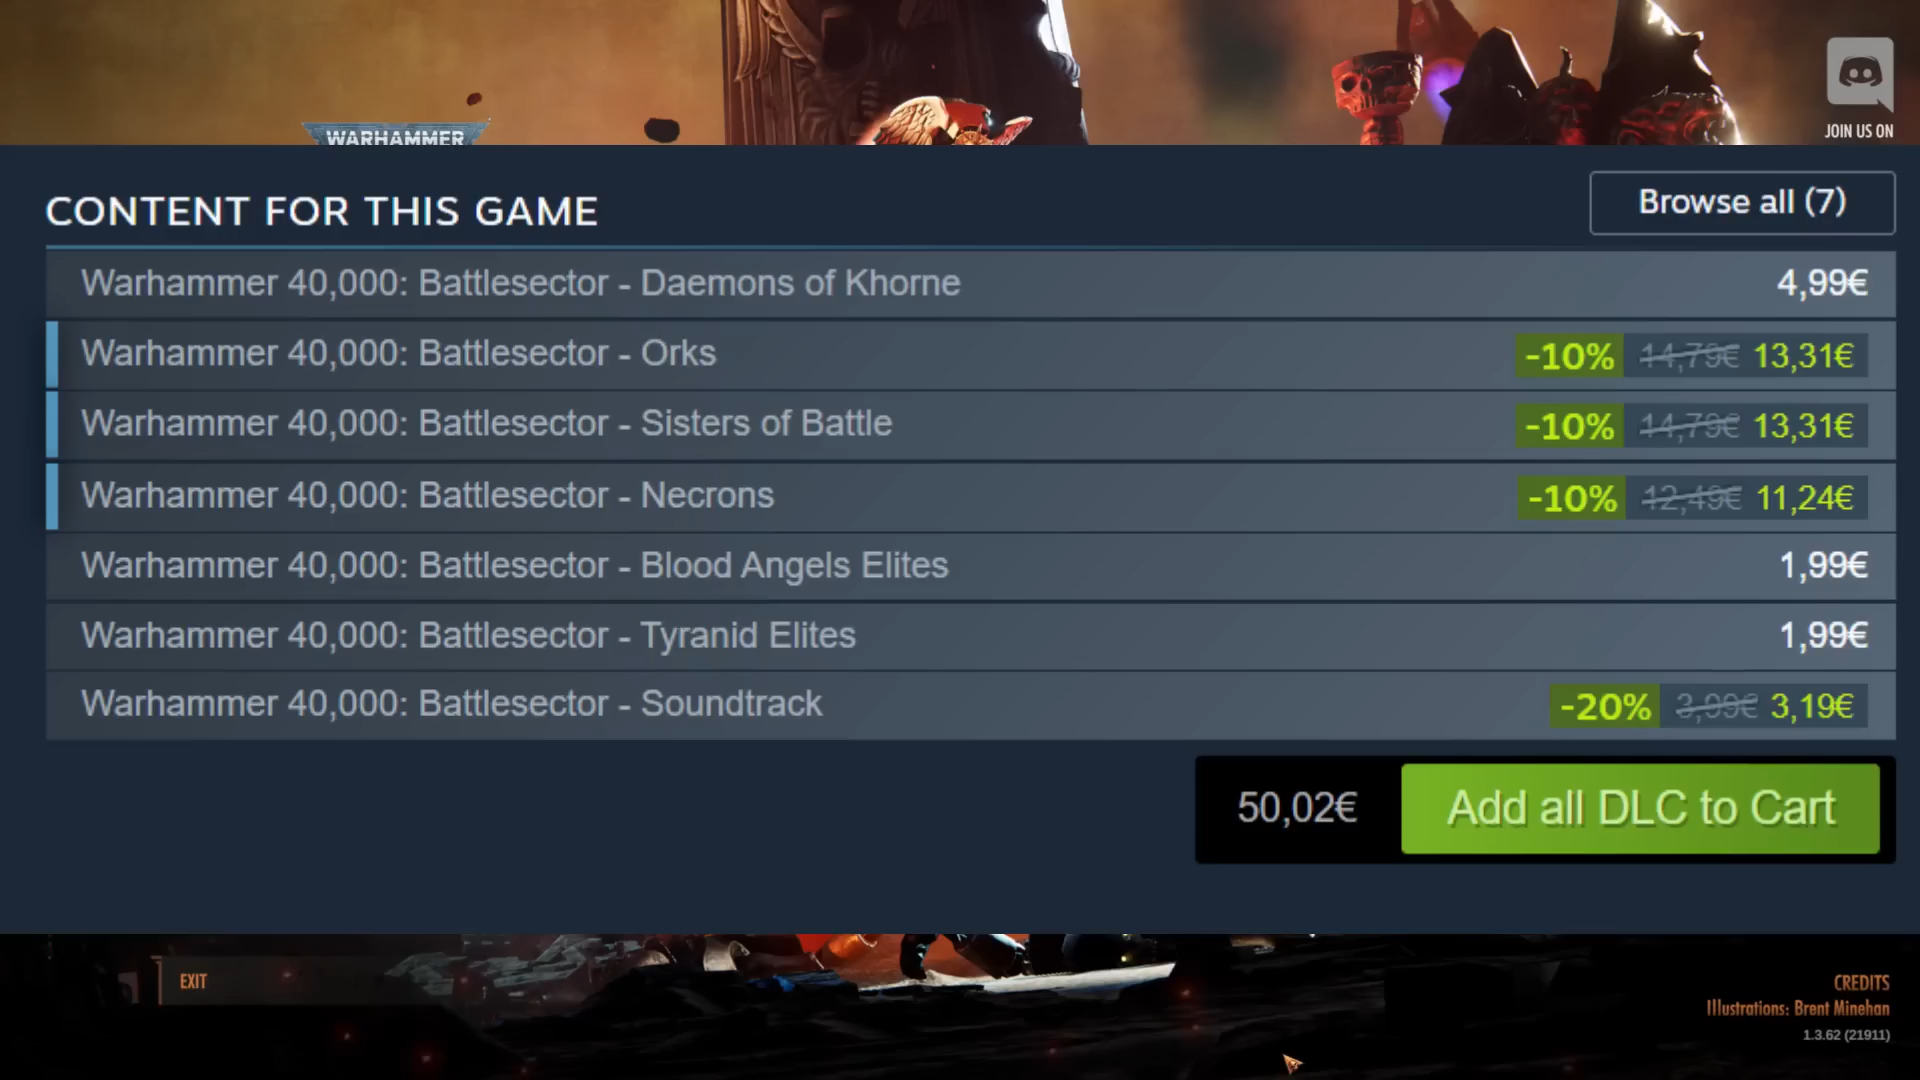 WARHAMMER
JOIN US ON
CONTENT FOR THIS GAME
Browse all (7)
Warhammer 40,000: Battlesector - Daemons of Khorne 4,99€
Warhammer 40,000: Battlesector - Orks -10% 14,79€ 13,31€
Warhammer 40,000: Battlesector - Sisters of Battle -10% 14,79€ 13,31€
Warhammer 40,000: Battlesector - Necrons -10% 12,49€ 11,24€
Warhammer 40,000: Battlesector - Blood Angels Elites 1,99€
Warhammer 40,000: Battlesector - Tyranid Elites 1,99€
Warhammer 40,000: Battlesector - Soundtrack -20% 3,99€ 3,19€
50,02€ Add all DLC to Cart
EXIT
CREDITS
Illustrations: Brent Minehan
1.3.62 (21911)